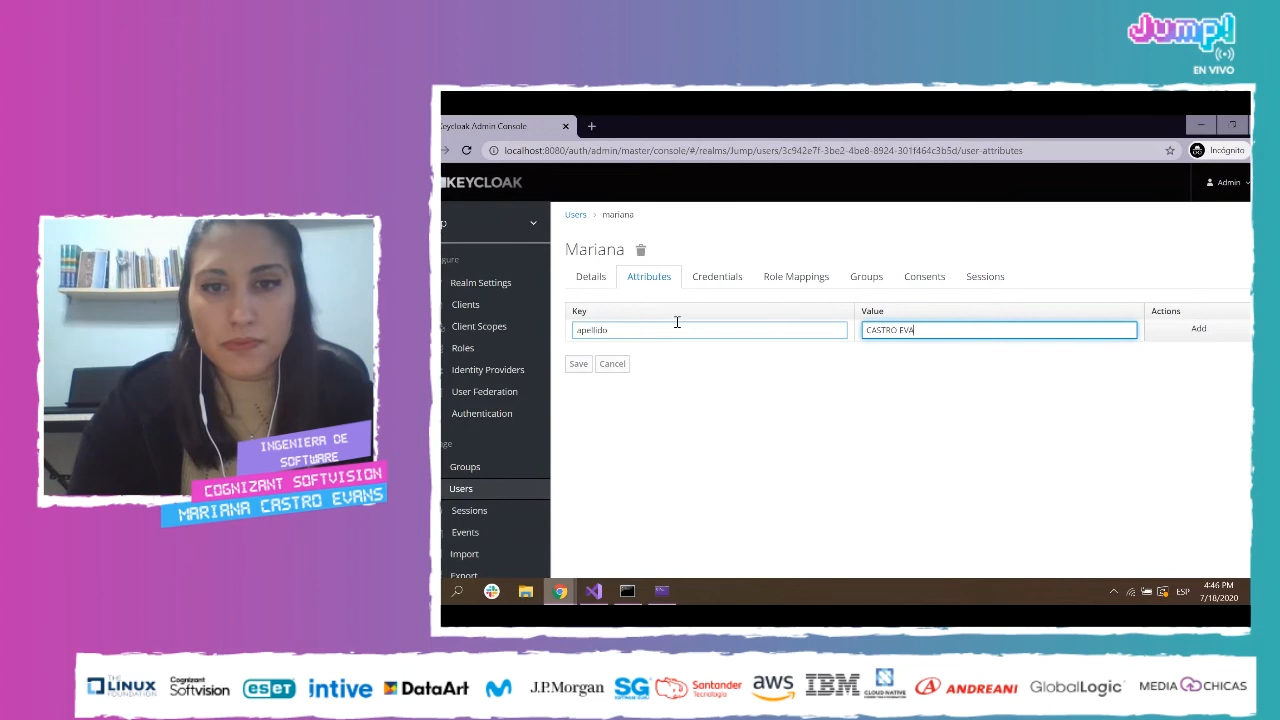 Jump!
EN VIVO
Keycloak Admin Console
localhost:8080/auth/admin/master/console/#/realms/Jump/users/3c942e7f-3be2-4be8-8924-301f464c3b5d/user-attributes
Incógnito
KEYCLOAK
Admin
p
Users > mariana
Mariana
gure
Realm Settings
Clients
Client Scopes
Roles
Identity Providers
User Federation
Authentication
ge
Groups
Users
Sessions
Events
Import
Export
Details Attributes Credentials Role Mappings Groups Consents Sessions
Key Value Actions
apellido CASTRO EVA Add
Save Cancel
ESP
4:46 PM
7/18/2020
INGENIERA DE
SOFTWARE
COGNIZANT SOFTVISION
MARIANA CASTRO EVANS
THE
LINUX
FOUNDATION
Cognizant
Softvision
eseT
intive
DataArt
J.P.Morgan
SG
SOFTWARE GURU
Santander
Tecnología
aws
IBM
CLOUD NATIVE
ANDREANI
GlobalLogic
MEDIA CHICAS